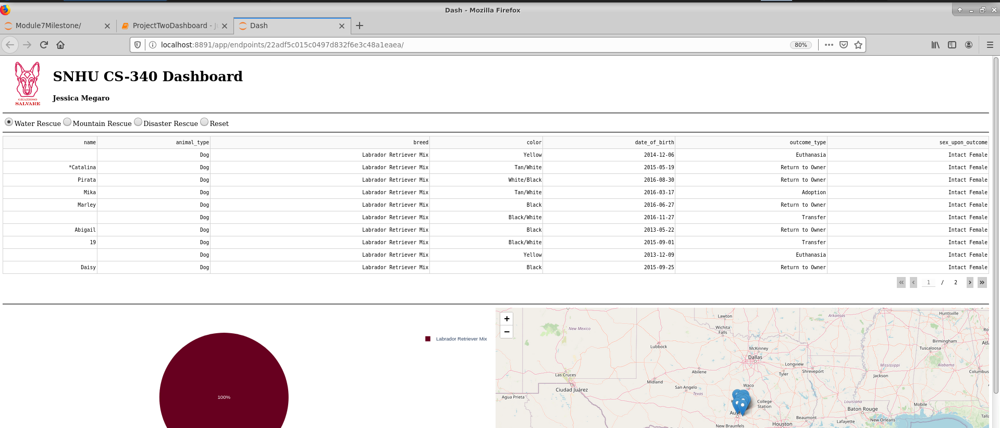 Dash - Mozilla Firefox
Module7Milestone/
ProjectTwoDashboard - J
Dash
localhost:8891/app/endpoints/22adf5c015c0497d832f6e3c48a1eaea/
80%
GRAZIOSO
SALVARE
SNHU CS-340 Dashboard
Jessica Megaro
Water Rescue Mountain Rescue Disaster Rescue Reset
name animal_type breed color date_of_birth outcome_type sex_upon_outcome
Dog Labrador Retriever Mix Yellow 2014-12-06 Euthanasia Intact Female
*Catalina Dog Labrador Retriever Mix Tan/White 2015-05-19 Return to Owner Intact Female
Pirata Dog Labrador Retriever Mix White/Black 2016-08-30 Return to Owner Intact Female
Mika Dog Labrador Retriever Mix Tan/White 2016-03-17 Adoption Intact Female
Marley Dog Labrador Retriever Mix Black 2016-06-27 Return to Owner Intact Female
Dog Labrador Retriever Mix Black/White 2016-11-27 Transfer Intact Female
Abigail Dog Labrador Retriever Mix Black 2013-05-22 Return to Owner Intact Female
19 Dog Labrador Retriever Mix Black/White 2015-09-01 Transfer Intact Female
Dog Labrador Retriever Mix Yellow 2013-12-09 Euthanasia Intact Female
Daisy Dog Labrador Retriever Mix Black 2015-09-25 Return to Owner Intact Female
« ‹ 1 / 2 › »
100%
Labrador Retriever Mix
+
−
Lawton
Arkansas
Huntsville
New Mexico
Wichita
Falls
Ro
Birmingham
Lubbock
McKinney
Tuscaloosa
Atl
Dallas
Longview
Mississippi
Alabama
Las Cruces
Abilene
Tyler
Shreveport
Jackson
Columbus
Midland
San Angelo
Waco
Ciudad Juárez
Texas
Agua Prieta
College
Station
Louisiana
Mobile
Baton Rouge
Aust
Beaumont
Lafayette
New Orleans
New Braunfels
Houston